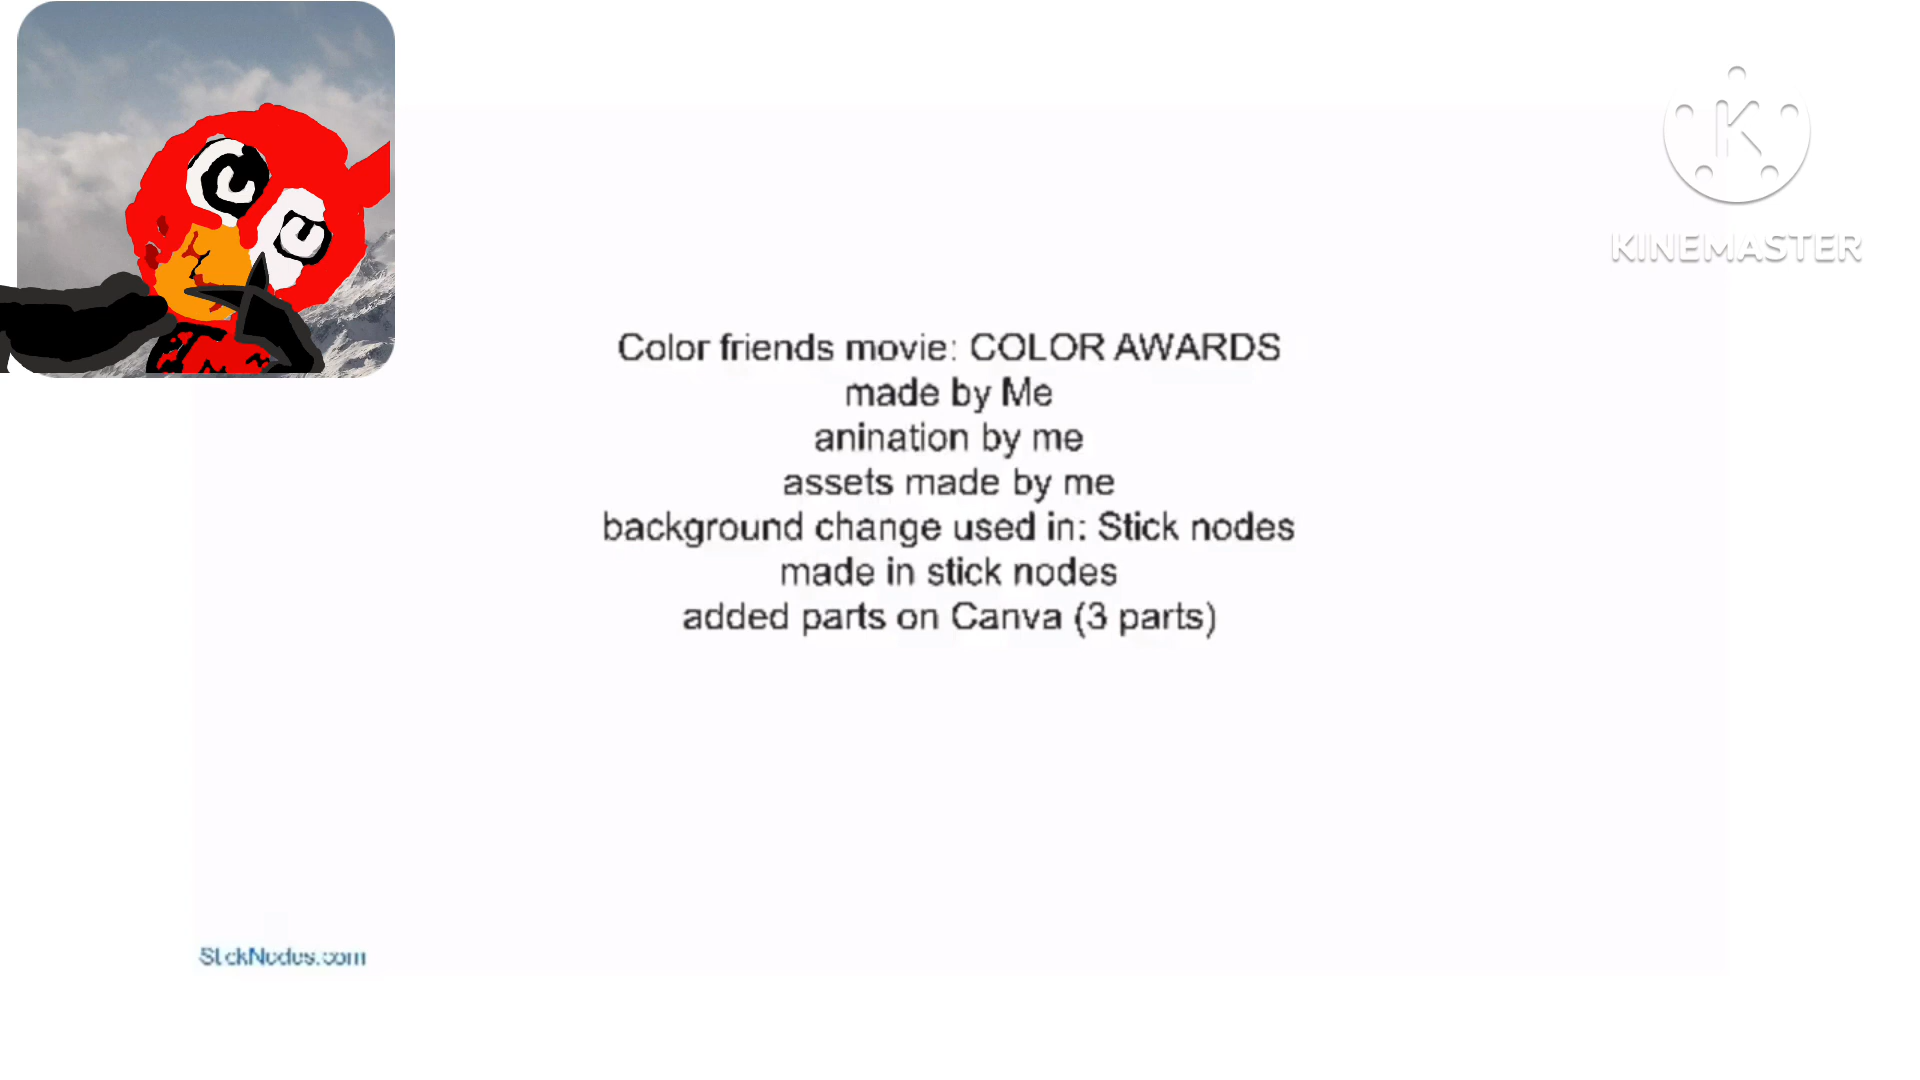 KINEMASTER
Color friends movie: COLOR AWARDS
made by Me
anination by me
assets made by me
background change used in: Stick nodes
made in stick nodes
added parts on Canva (3 parts)
StickNodes.com